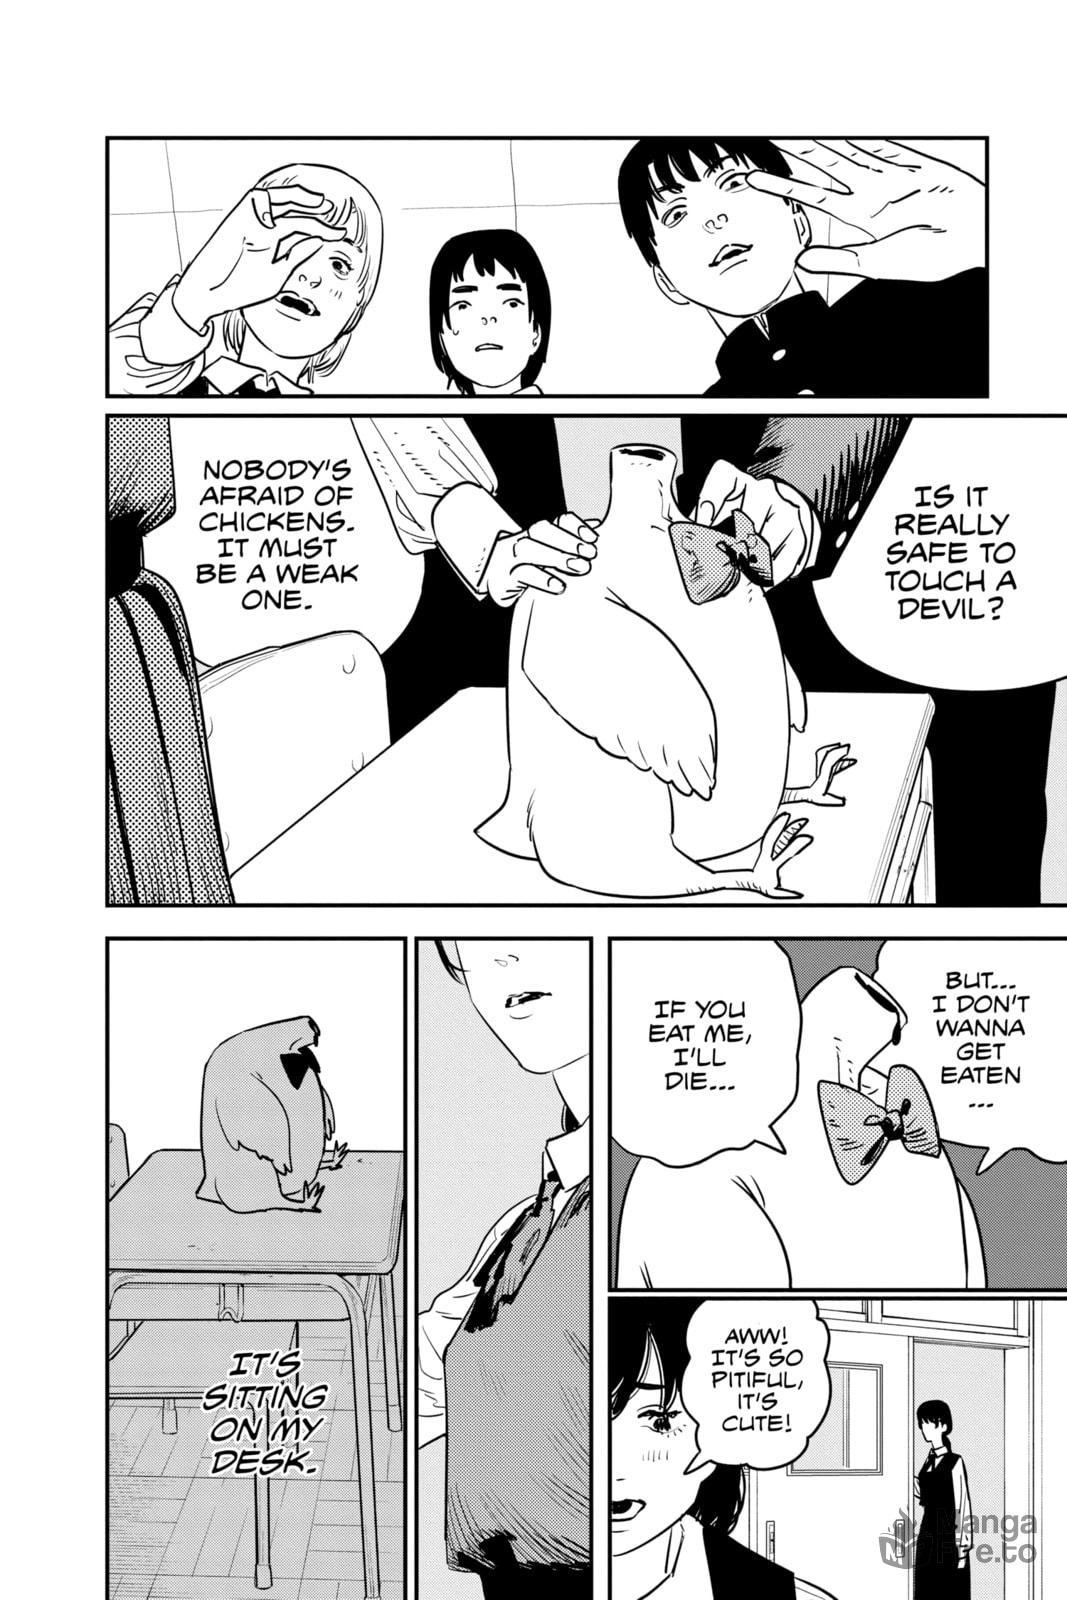 IS IT
REALLY
SAFE TO
TOUCH A
DEVIL?
NOBODY'S
AFRAID OF
CHICKENS.
IT MUST
BE A WEAK
ONE.
BUT...
I DON'T
WANNA
GET
EATEN
...
IF YOU
EAT ME,
I'LL
DIE...
AWW!
IT'S SO
PITIFUL,
IT'S
CUTE!
IT'S
SITTING
ON MY
DESK.
Manga
Fire.to